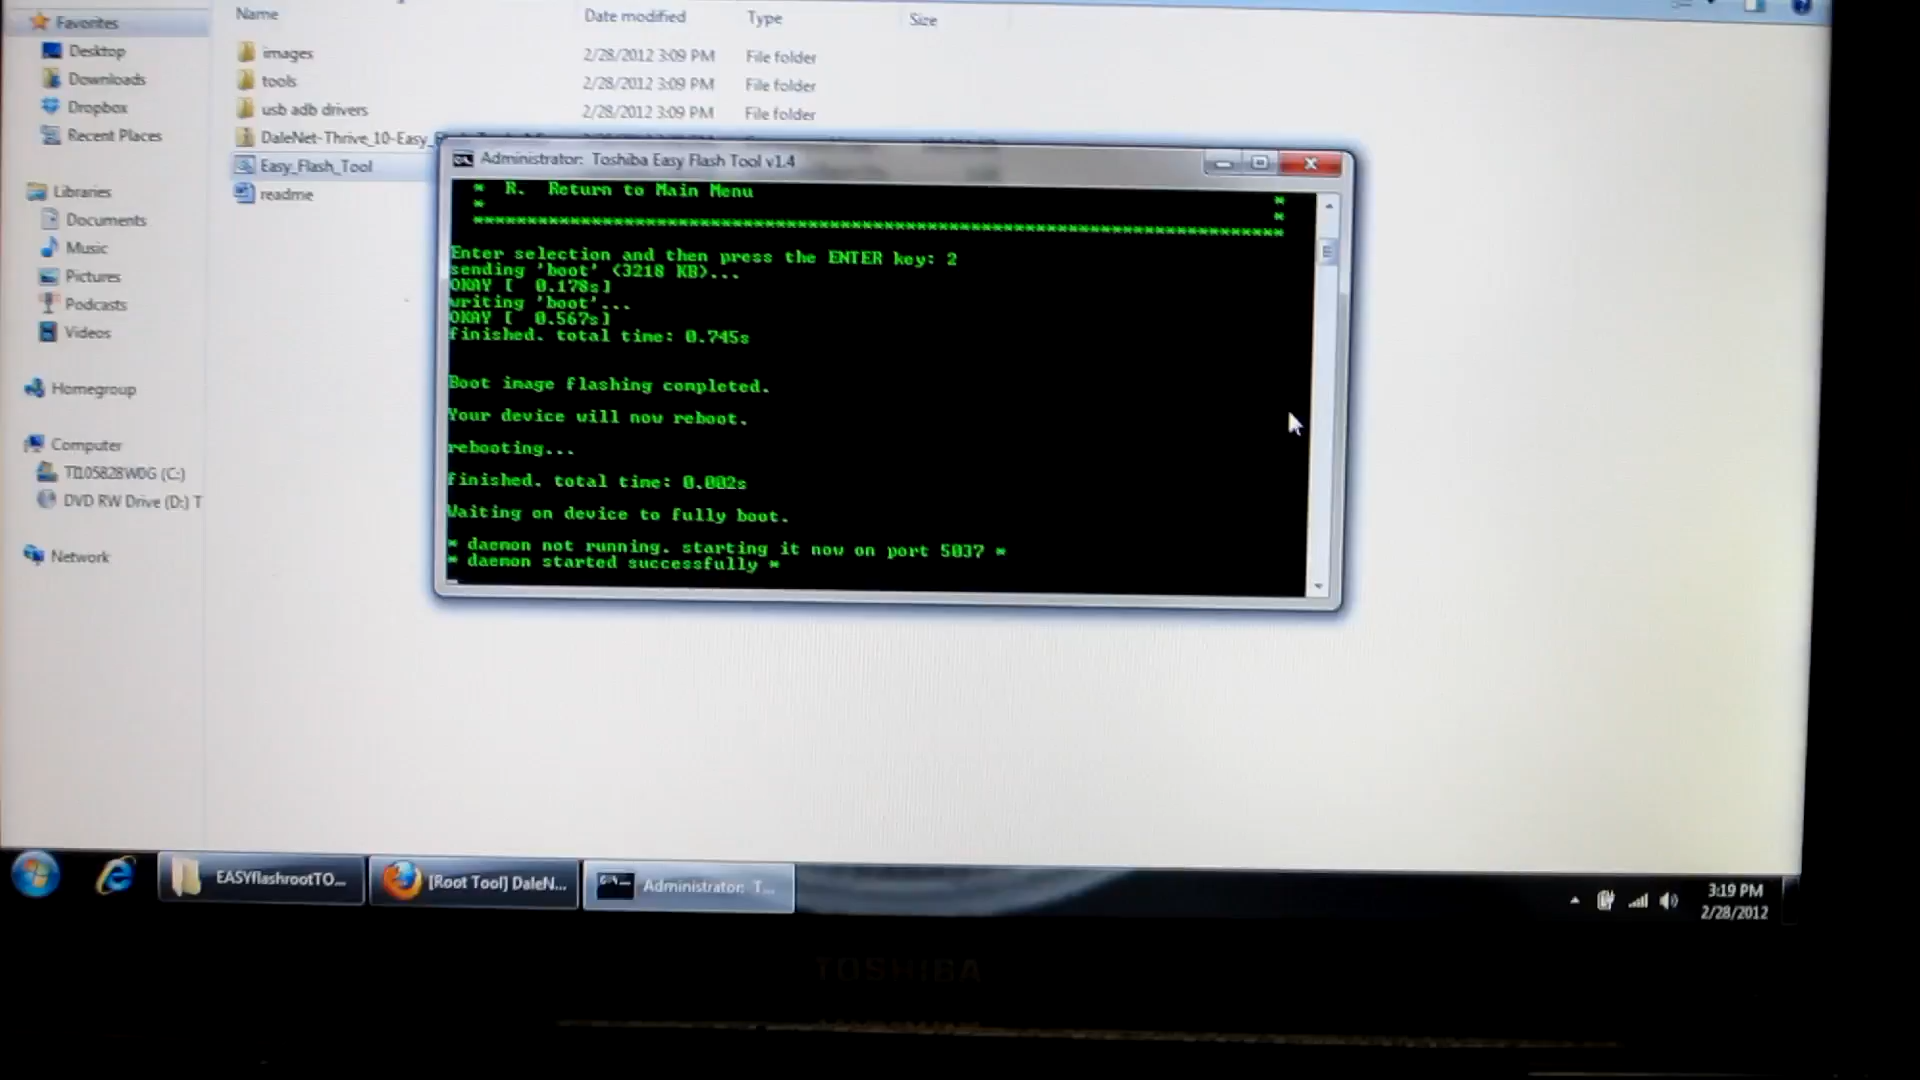 Favorites
Desktop
Downloads
Dropbox
Recent Places
Libraries
Documents
Music
Pictures
Podcasts
Videos
Homegroup
Computer
TI105828W0G (C:)
DVD RW Drive (D:) T
Network
Name Date modified Type Size
images 2/28/2012 3:09 PM File folder
tools 2/28/2012 3:09 PM File folder
usb adb drivers 2/28/2012 3:09 PM File folder
DaleNet-Thrive_10-Easy_
Easy_Flash_Tool
readme
Administrator: Toshiba Easy Flash Tool v1.4
* R. Return to Main Menu *
* *
***************************************************************************
Enter selection and then press the ENTER key: 2
sending 'boot' (3218 KB)...
OKAY [ 0.178s]
writing 'boot'...
OKAY [ 0.567s]
finished. total time: 0.745s
Boot image flashing completed.
Your device will now reboot.
rebooting...
finished. total time: 0.002s
Waiting on device to fully boot.
* daemon not running. starting it now on port 5037 *
* daemon started successfully *
EASYflashrootTO...
[Root Tool] DaleN...
Administrator: T...
3:19 PM
2/28/2012
TOSHIBA